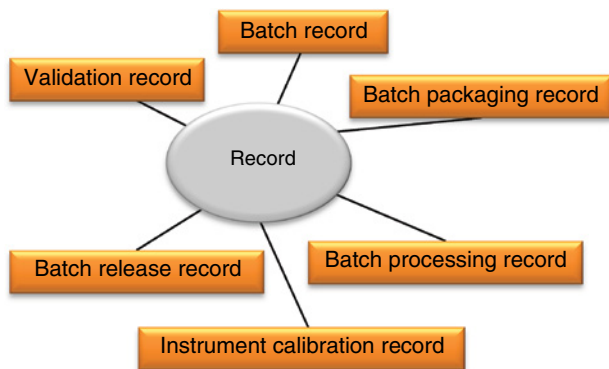 Batch record
Validation record
Batch packaging record
Record
Batch release record
Batch processing record
Instrument calibration record